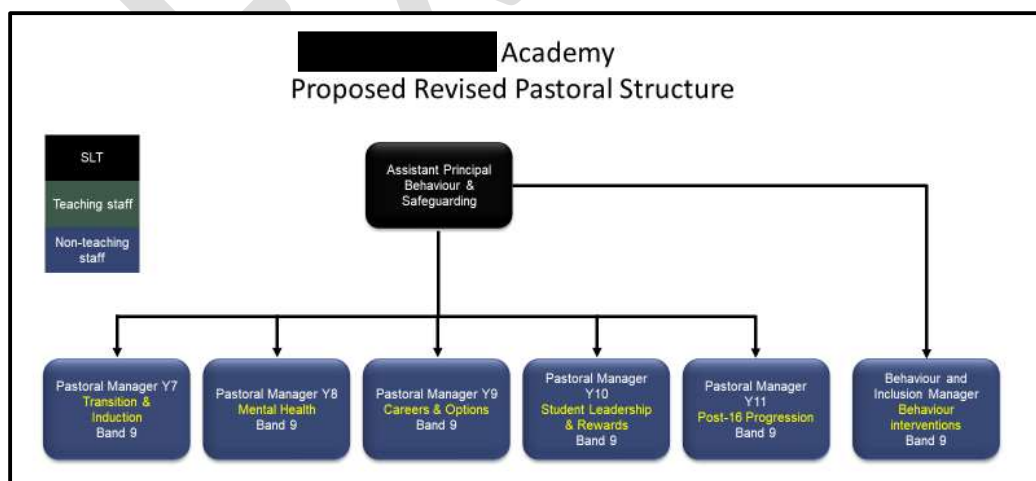 Academy
Proposed Revised Pastoral Structure
SLT
Teaching staff
Non-teaching
staff
Assistant Principal
Behaviour &
Safeguarding
Pastoral Manager Y7
Transition &
Induction
Band 9
Pastoral Manager Y8
Mental Health
Band 9
Pastoral Manager Y9
Careers & Options
Band 9
Pastoral Manager
Y10
Student Leadership
& Rewards
Band 9
Pastoral Manager
Y11
Post-16 Progression
Band 9
Behaviour and
Inclusion Manager
Behaviour
interventions
Band 9